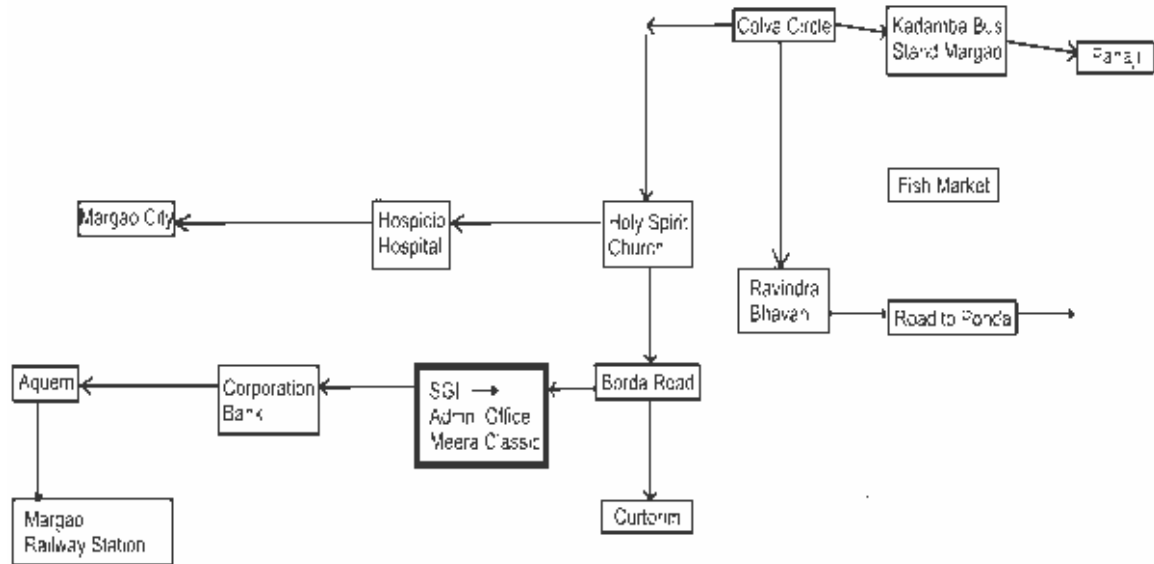 Colva Circle
Kadamba Bus
Stand Margao
Panaji
Fish Market
Margao City
Hospicio
Hospital
Holy Spirit
Church
Ravindra
Bhavan
Road to Ponda
Aquem
Corporation
Bank
SGI
Admn. Office
Meera Classic
Borda Road
Curtorim
Margao
Railway Station